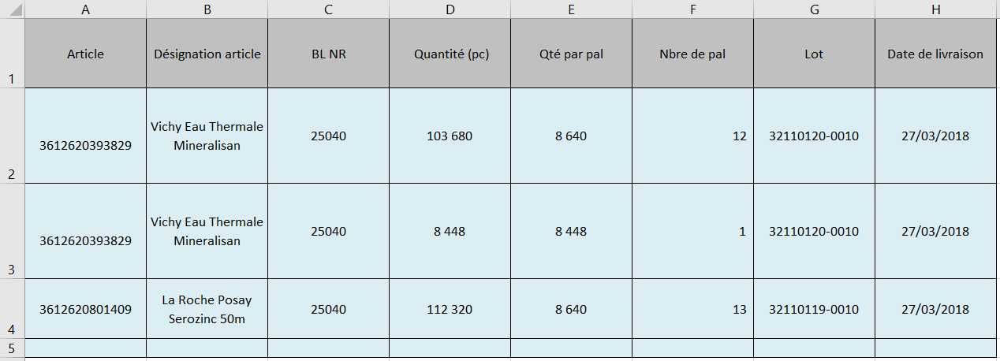 A B C D E F G H
1 Article Désignation article BL NR Quantité (pc) Qté par pal Nbre de pal Lot Date de livraison
2 3612620393829 Vichy Eau Thermale
Mineralisan 25040 103 680 8 640 12 32110120-0010 27/03/2018
3 3612620393829 Vichy Eau Thermale
Mineralisan 25040 8 448 8 448 1 32110120-0010 27/03/2018
4 3612620801409 La Roche Posay
Serozinc 50m 25040 112 320 8 640 13 32110119-0010 27/03/2018
5